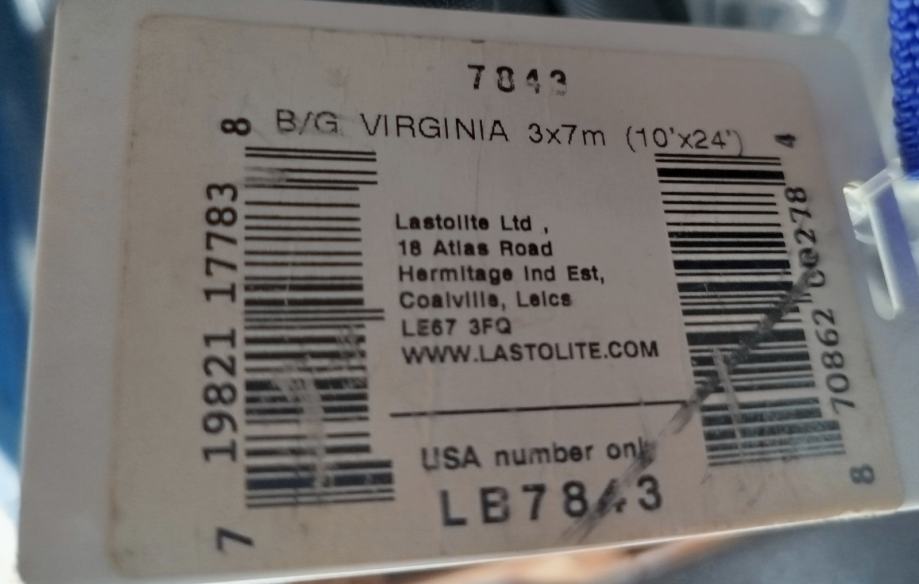 7843
B/G VIRGINIA 3x7m (10'x24')
7 19821 17783 8
Lastolite Ltd ,
18 Atlas Road
Hermitage Ind Est,
Coalville, Leics
LE67 3FQ
WWW.LASTOLITE.COM
USA number only
LB7843
8 70862 00278 4